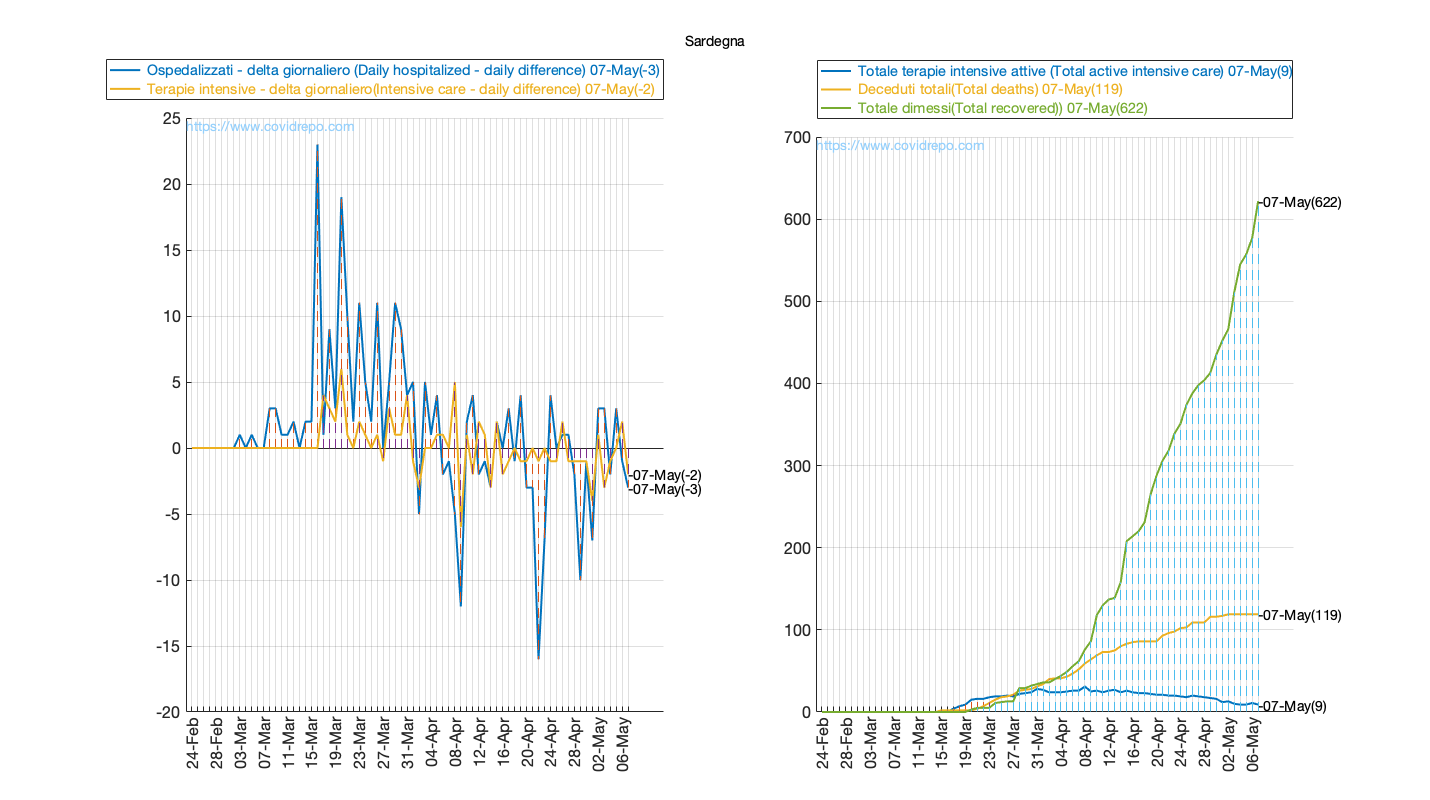 Sardegna
Ospedalizzati - delta giornaliero (Daily hospitalized - daily difference) 07-May(-3)
Terapie intensive - delta giornaliero(Intensive care - daily difference) 07-May(-2)
https://www.covidrepo.com
25
20
15
10
5
0
-5
-10
-15
-20
-07-May(-2)
-07-May(-3)
24-Feb
28-Feb
03-Mar
07-Mar
11-Mar
15-Mar
19-Mar
23-Mar
27-Mar
31-Mar
04-Apr
08-Apr
12-Apr
16-Apr
20-Apr
24-Apr
28-Apr
02-May
06-May
Totale terapie intensive attive (Total active intensive care) 07-May(9)
Deceduti totali(Total deaths) 07-May(119)
Totale dimessi(Total recovered)) 07-May(622)
https://www.covidrepo.com
700
600
500
400
300
200
100
0
-07-May(622)
-07-May(119)
-07-May(9)
24-Feb
28-Feb
03-Mar
07-Mar
11-Mar
15-Mar
19-Mar
23-Mar
27-Mar
31-Mar
04-Apr
08-Apr
12-Apr
16-Apr
20-Apr
24-Apr
28-Apr
02-May
06-May